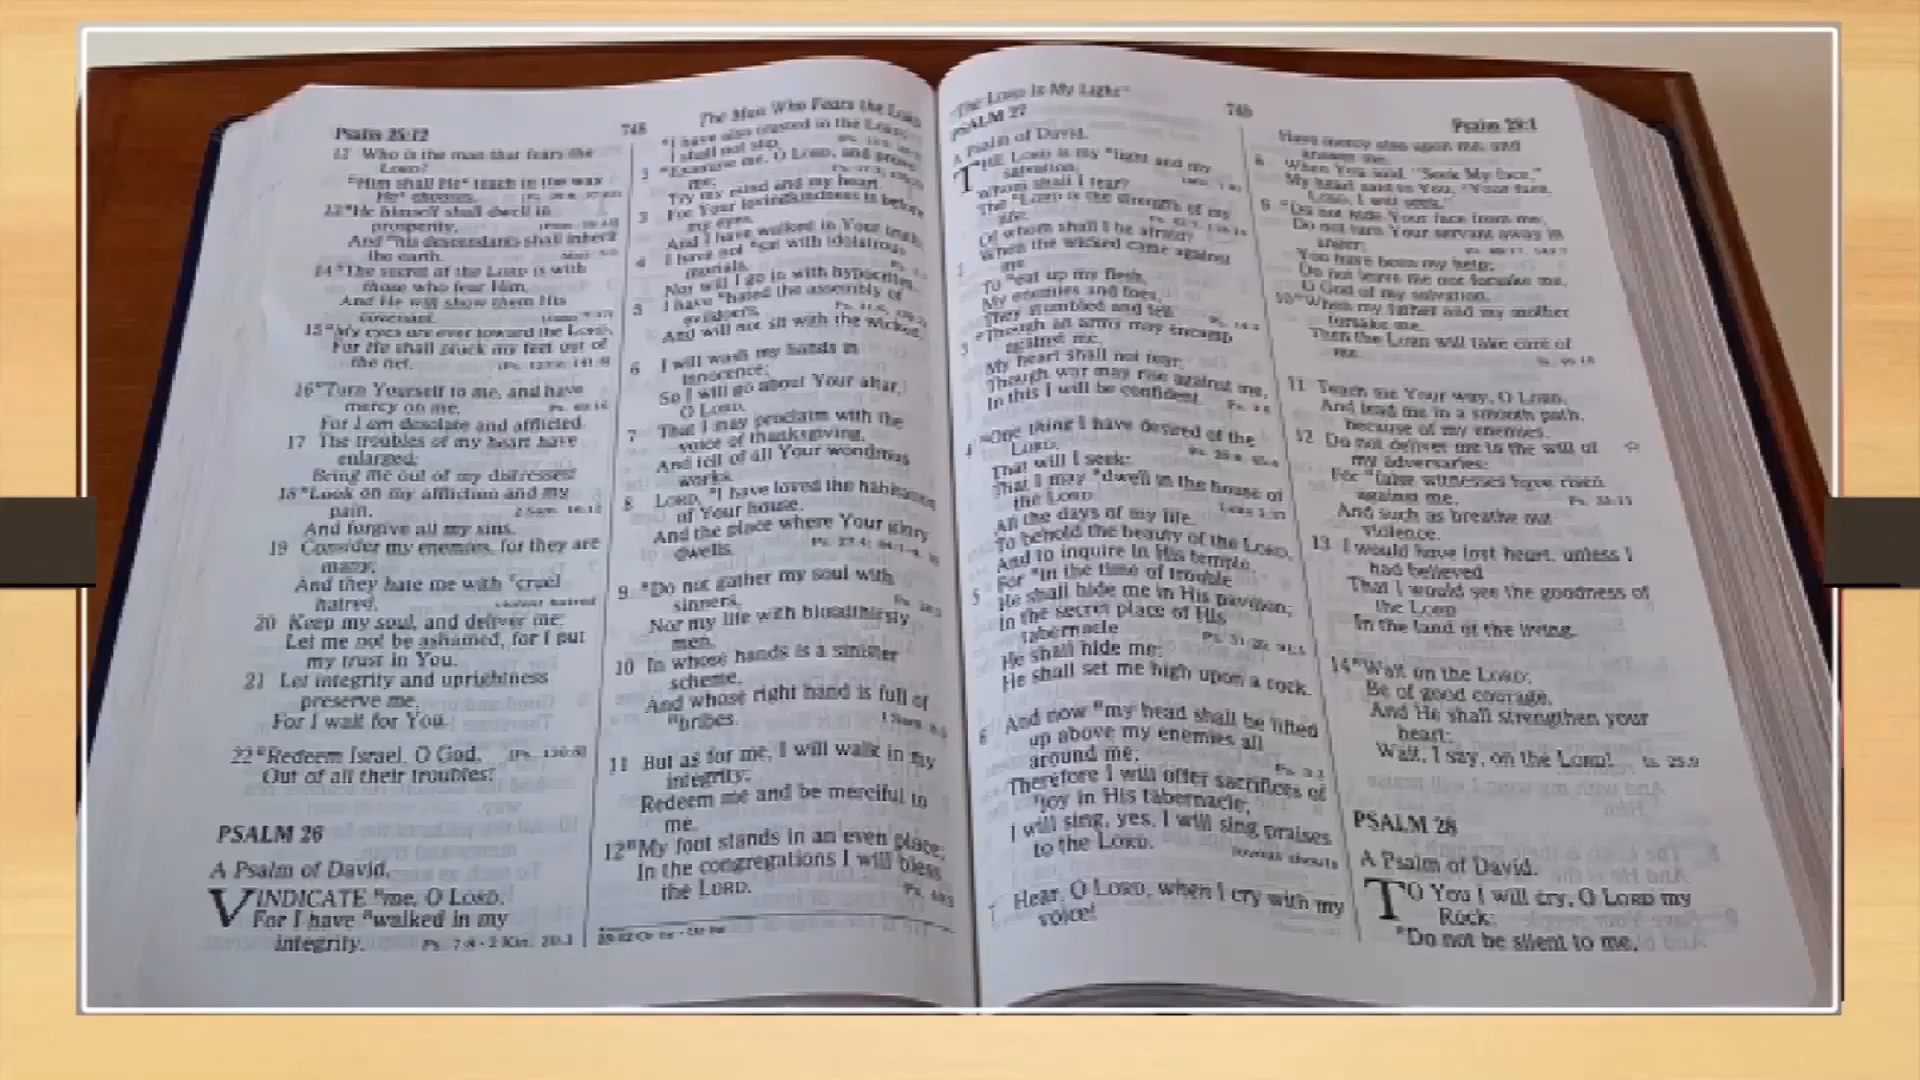 Psalm 25:12
748
The Man Who Fears the Lord
12 Who is the man that fears the
LORD?
Him shall He teach in the way
He chooses.
13 He himself shall dwell in
prosperity,
And his descendants shall inherit
the earth.
14 The secret of the LORD is with
those who fear Him,
And He will show them His
covenant.
15 My eyes are ever toward the LORD,
For He shall pluck my feet out of
the net.
16 Turn Yourself to me, and have
mercy on me,
For I am desolate and afflicted.
17 The troubles of my heart have
enlarged;
Bring me out of my distresses!
18 Look on my affliction and my
pain,
And forgive all my sins.
19 Consider my enemies, for they are
many;
And they hate me with cruel
hatred.
20 Keep my soul, and deliver me;
Let me not be ashamed, for I put
my trust in You.
21 Let integrity and uprightness
preserve me,
For I wait for You.
22 Redeem Israel, O God,
Out of all their troubles!
PSALM 26
A Psalm of David.
VINDICATE me, O LORD,
For I have walked in my
integrity.
I have also trusted in the LORD;
I shall not slip.
2 Examine me, O LORD, and prove
me;
Try my mind and my heart.
3 For Your lovingkindness is before
my eyes,
And I have walked in Your truth.
4 I have not sat with idolatrous
mortals,
Nor will I go in with hypocrites.
5 I have hated the assembly of
evildoers,
And will not sit with the wicked.
6 I will wash my hands in
innocence;
So I will go about Your altar,
O LORD,
7 That I may proclaim with the
voice of thanksgiving,
And tell of all Your wondrous
works.
8 LORD, I have loved the habitation
of Your house,
And the place where Your glory
dwells.
9 Do not gather my soul with
sinners,
Nor my life with bloodthirsty
men,
10 In whose hands is a sinister
scheme,
And whose right hand is full of
bribes.
11 But as for me, I will walk in my
integrity;
Redeem me and be merciful to
me.
12 My foot stands in an even place;
In the congregations I will bless
the LORD.
"The LORD Is My Light"
Psalm 28:1
PSALM 27
A Psalm of David.
THE LORD is my light and my
salvation;
Whom shall I fear?
The LORD is the strength of my
life;
Of whom shall I be afraid?
2 When the wicked came against
me
To eat up my flesh,
My enemies and foes,
They stumbled and fell.
3 Though an army may encamp
against me,
My heart shall not fear;
Though war may rise against me,
In this I will be confident.
4 One thing I have desired of the
LORD,
That will I seek:
That I may dwell in the house of
the LORD
All the days of my life,
To behold the beauty of the LORD,
And to inquire in His temple.
5 For in the time of trouble
He shall hide me in His pavilion;
In the secret place of His
tabernacle
He shall hide me;
He shall set me high upon a rock.
6 And now my head shall be lifted
up above my enemies all
around me;
Therefore I will offer sacrifices of
joy in His tabernacle;
I will sing, yes, I will sing praises
to the LORD.
7 Hear, O LORD, when I cry with my
voice!
Have mercy also upon me, and
answer me.
8 When You said, "Seek My face,"
My heart said to You, "Your face,
LORD, I will seek."
9 Do not hide Your face from me;
Do not turn Your servant away in
anger;
You have been my help;
Do not leave me nor forsake me,
O God of my salvation.
10 When my father and my mother
forsake me,
Then the LORD will take care of
me.
11 Teach me Your way, O LORD,
And lead me in a smooth path,
because of my enemies.
12 Do not deliver me to the will of
my adversaries;
For false witnesses have risen
against me,
And such as breathe out
violence.
13 I would have lost heart, unless I
had believed
That I would see the goodness of
the LORD
In the land of the living.
14 Wait on the LORD;
Be of good courage,
And He shall strengthen your
heart;
Wait, I say, on the LORD!
PSALM 28
A Psalm of David.
TO You I will cry, O LORD my
Rock:
Do not be silent to me,